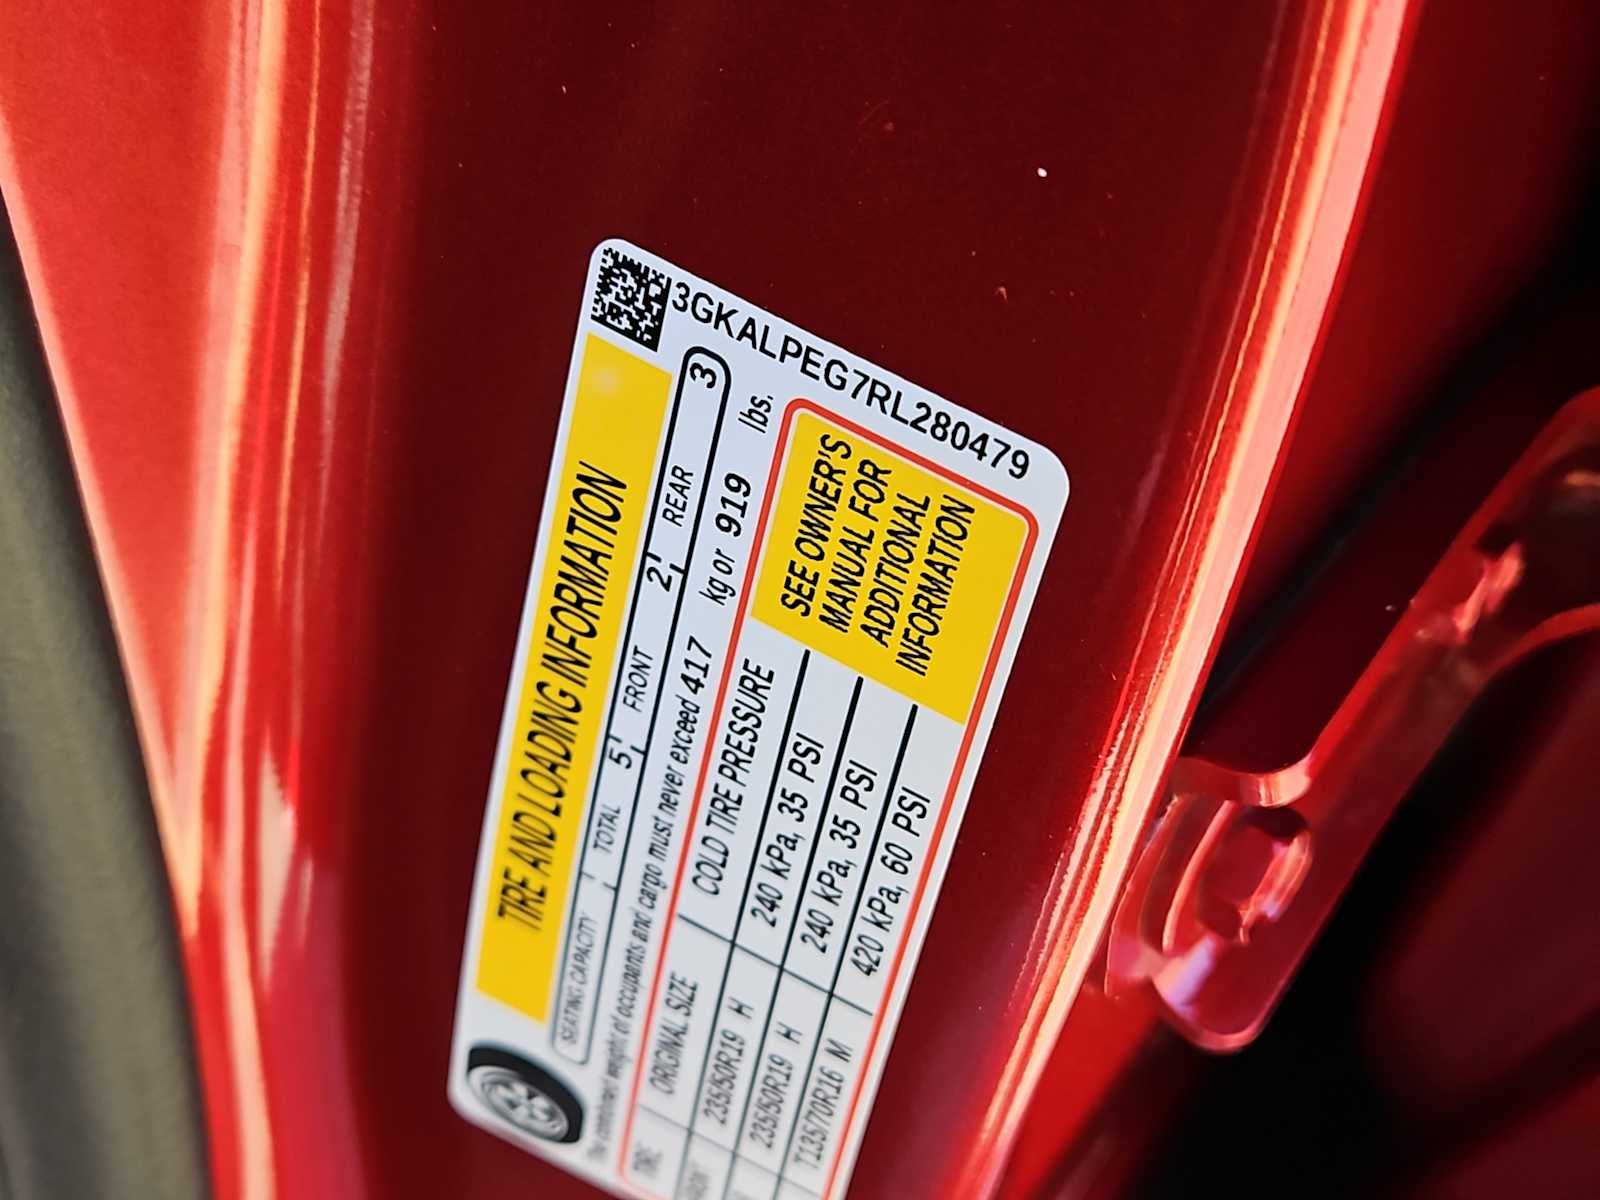 3GKALPEG7RL280479
TIRE AND LOADING INFORMATION
SEATING CAPACITY TOTAL 5 FRONT 2 REAR 3
The combined weight of occupants and cargo must never exceed 417 kg or 919 lbs.
TIRE ORIGINAL SIZE COLD TIRE PRESSURE
235/50R19 H 240 kPa, 35 PSI
235/50R19 H 240 kPa, 35 PSI
T135/70R16 M 420 kPa, 60 PSI
SEE OWNER'S
MANUAL FOR
ADDITIONAL
INFORMATION